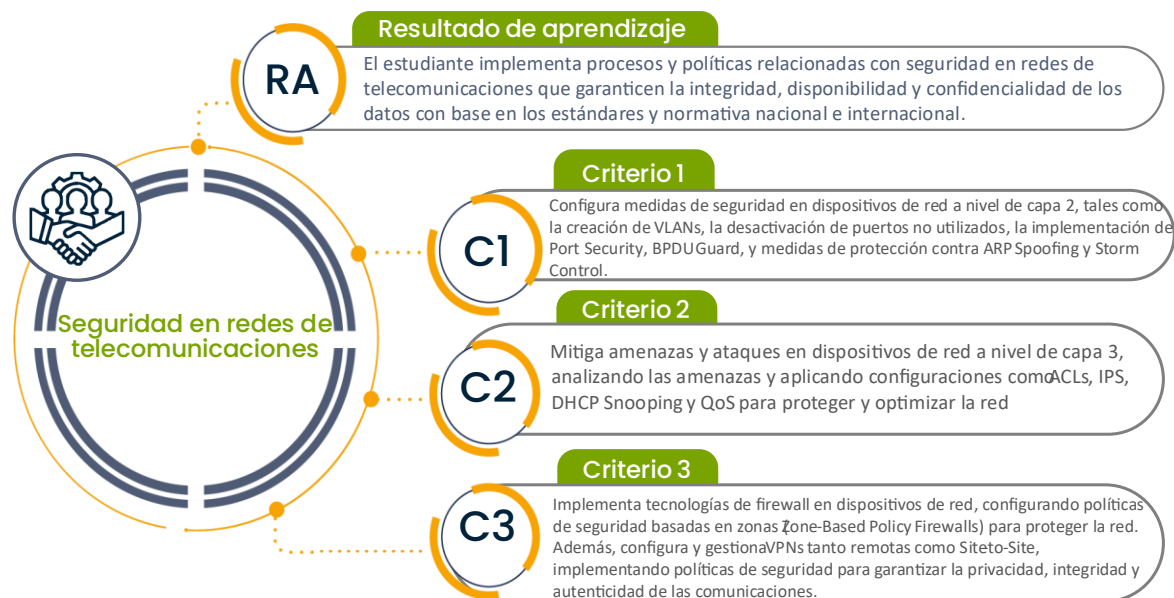 Resultado de aprendizaje
RA
El estudiante implementa procesos y políticas relacionadas con seguridad en redes de
telecomunicaciones que garanticen la integridad, disponibilidad y confidencialidad de los
datos con base en los estándares y normativa nacional e internacional.
Seguridad en redes de
telecomunicaciones
Criterio 1
C1
Configura medidas de seguridad en dispositivos de red a nivel de capa 2, tales como
la creación de VLANs, la desactivación de puertos no utilizados, la implementación de
Port Security, BPDUGuard, y medidas de protección contra ARP Spoofing y Storm
Control.
Criterio 2
C2
Mitiga amenazas y ataques en dispositivos de red a nivel de capa 3,
analizando las amenazas y aplicando configuraciones como ACLs, IPS,
DHCP Snooping y QoS para proteger y optimizar la red
Criterio 3
C3
Implementa tecnologías de firewall en dispositivos de red, configurando políticas
de seguridad basadas en zonas (Zone-Based Policy Firewalls) para proteger la red.
Además, configura y gestiona VPNs tanto remotas como Siteto-Site,
implementando políticas de seguridad para garantizar la privacidad, integridad y
autenticidad de las comunicaciones.